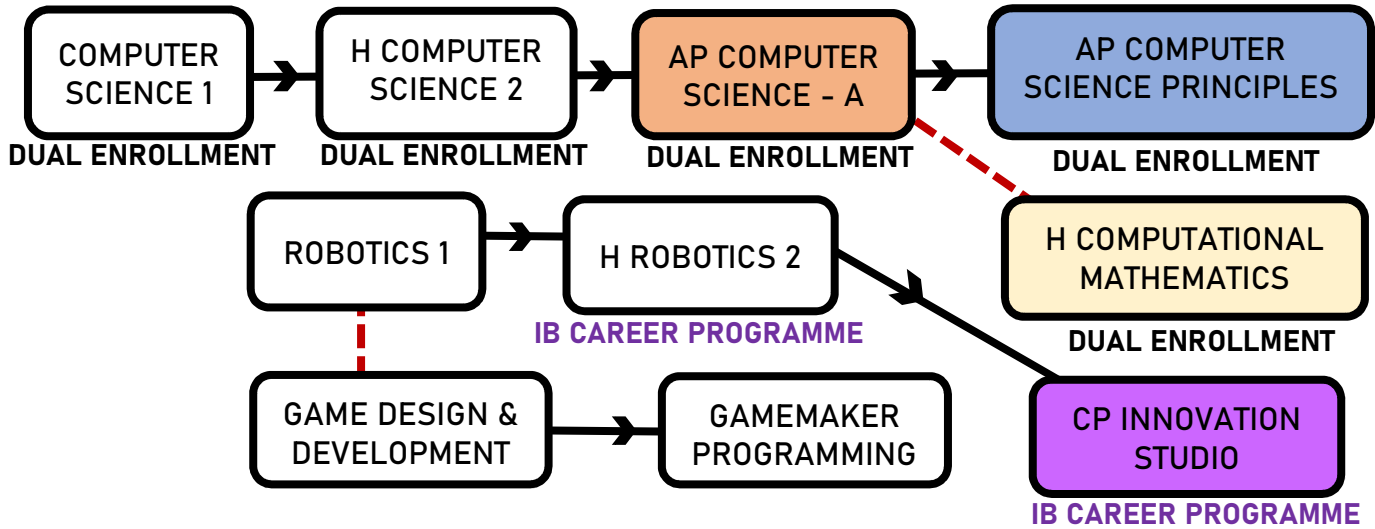 COMPUTER
SCIENCE 1
DUAL ENROLLMENT
H COMPUTER
SCIENCE 2
DUAL ENROLLMENT
AP COMPUTER
SCIENCE - A
DUAL ENROLLMENT
AP COMPUTER
SCIENCE PRINCIPLES
DUAL ENROLLMENT
ROBOTICS 1
H ROBOTICS 2
IB CAREER PROGRAMME
H COMPUTATIONAL
MATHEMATICS
DUAL ENROLLMENT
GAME DESIGN &
DEVELOPMENT
GAMEMAKER
PROGRAMMING
CP INNOVATION
STUDIO
IB CAREER PROGRAMME